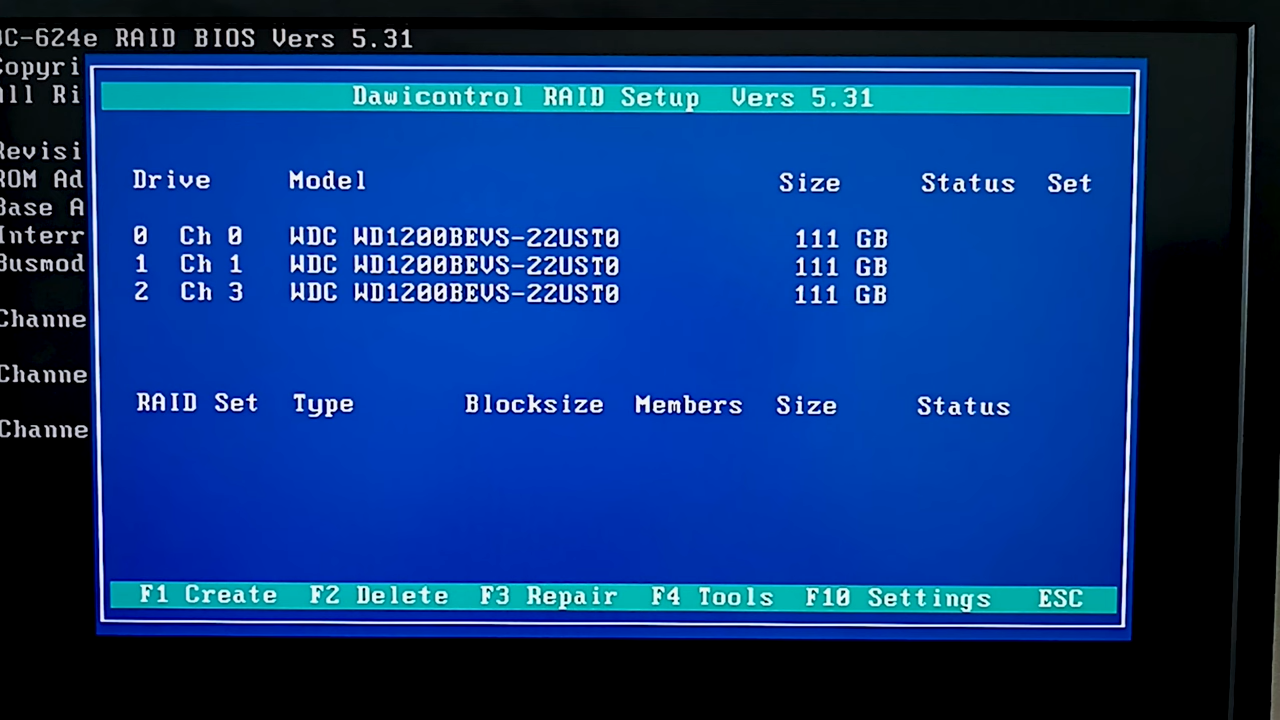 DC-624e RAID BIOS Vers 5.31
Copyri
All Ri
Dawicontrol RAID Setup Vers 5.31
Revisi
ROM Ad
Base A
Interr
Busmod
Channe
Channe
Channe
Drive Model Size Status Set
0 Ch 0 WDC WD1200BEVS-22UST0 111 GB
1 Ch 1 WDC WD1200BEVS-22UST0 111 GB
2 Ch 3 WDC WD1200BEVS-22UST0 111 GB
RAID Set Type Blocksize Members Size Status
F1 Create F2 Delete F3 Repair F4 Tools F10 Settings ESC